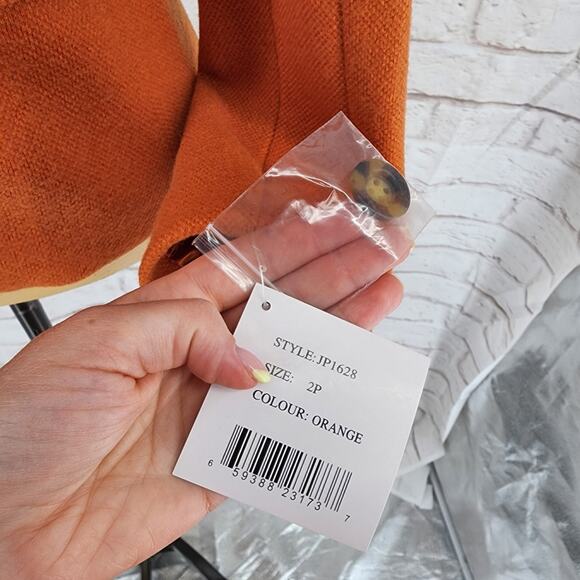 STYLE: JP1628
SIZE: 2P
COLOUR: ORANGE
6 59388 23173 7